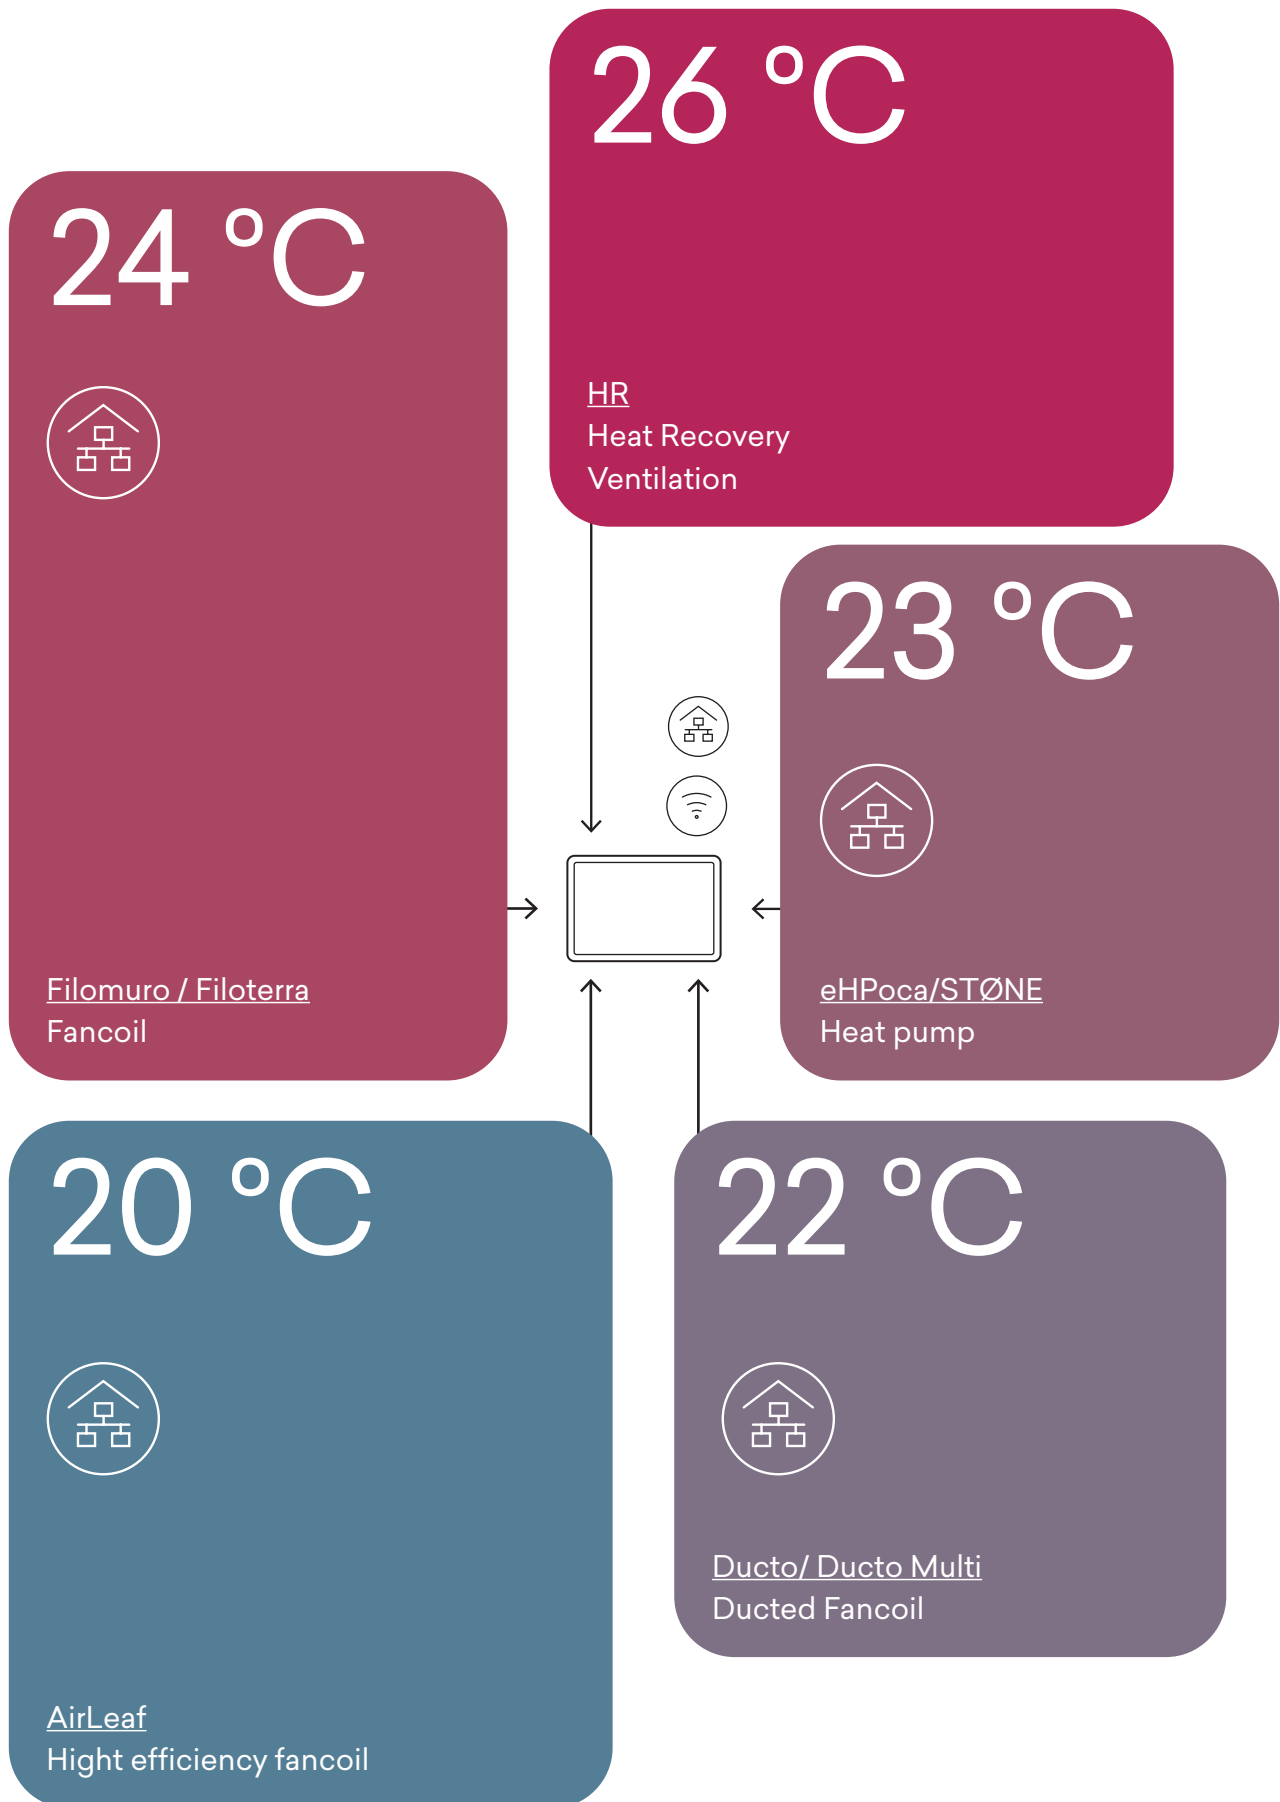 26 °C
HR
Heat Recovery
Ventilation
24 °C
Filomuro / Filoterra
Fancoil
23 °C
eHPoca/STØNE
Heat pump
20 °C
AirLeaf
Hight efficiency fancoil
22 °C
Ducto/ Ducto Multi
Ducted Fancoil